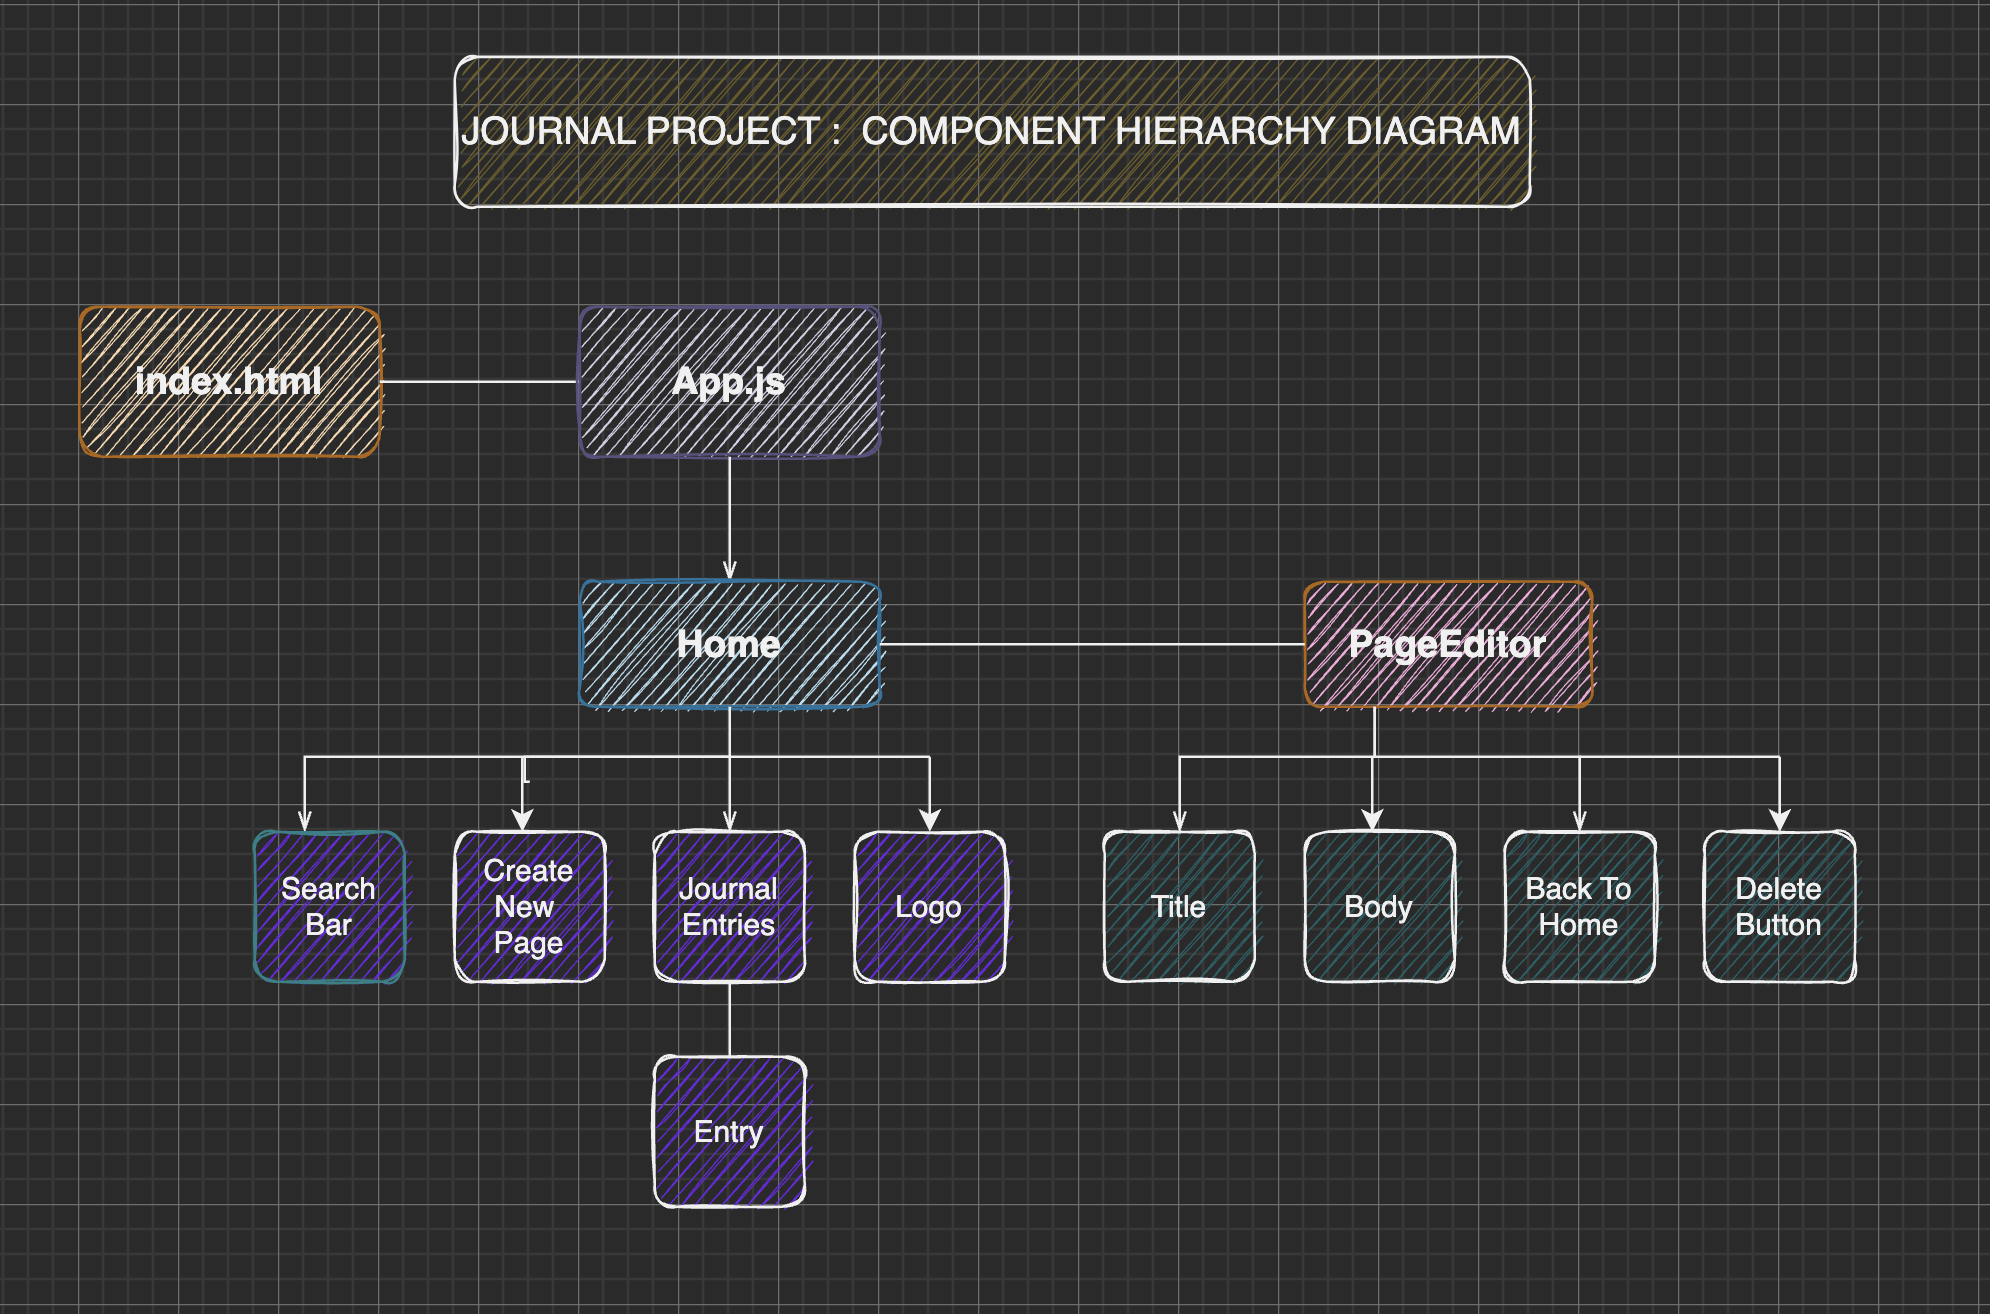 JOURNAL PROJECT :  COMPONENT HIERARCHY DIAGRAM
index.html
App.js
Home
PageEditor
Search
Bar
Create
New
Page
Journal
Entries
Logo
Title
Body
Back To
Home
Delete
Button
Entry